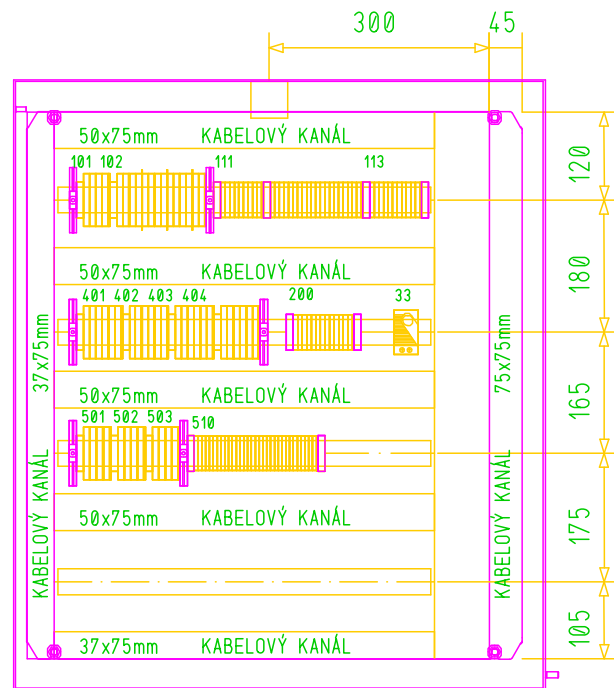 300 45
50x75mm KABELOVÝ KANÁL
101 102 111 113
120
50x75mm KABELOVÝ KANÁL
180
401 402 403 404 200 33
37x75mm KABELOVÝ KANÁL
75x75mm KABELOVÝ KANÁL
50x75mm KABELOVÝ KANÁL
165
501 502 503 510
50x75mm KABELOVÝ KANÁL
175
105
37x75mm KABELOVÝ KANÁL